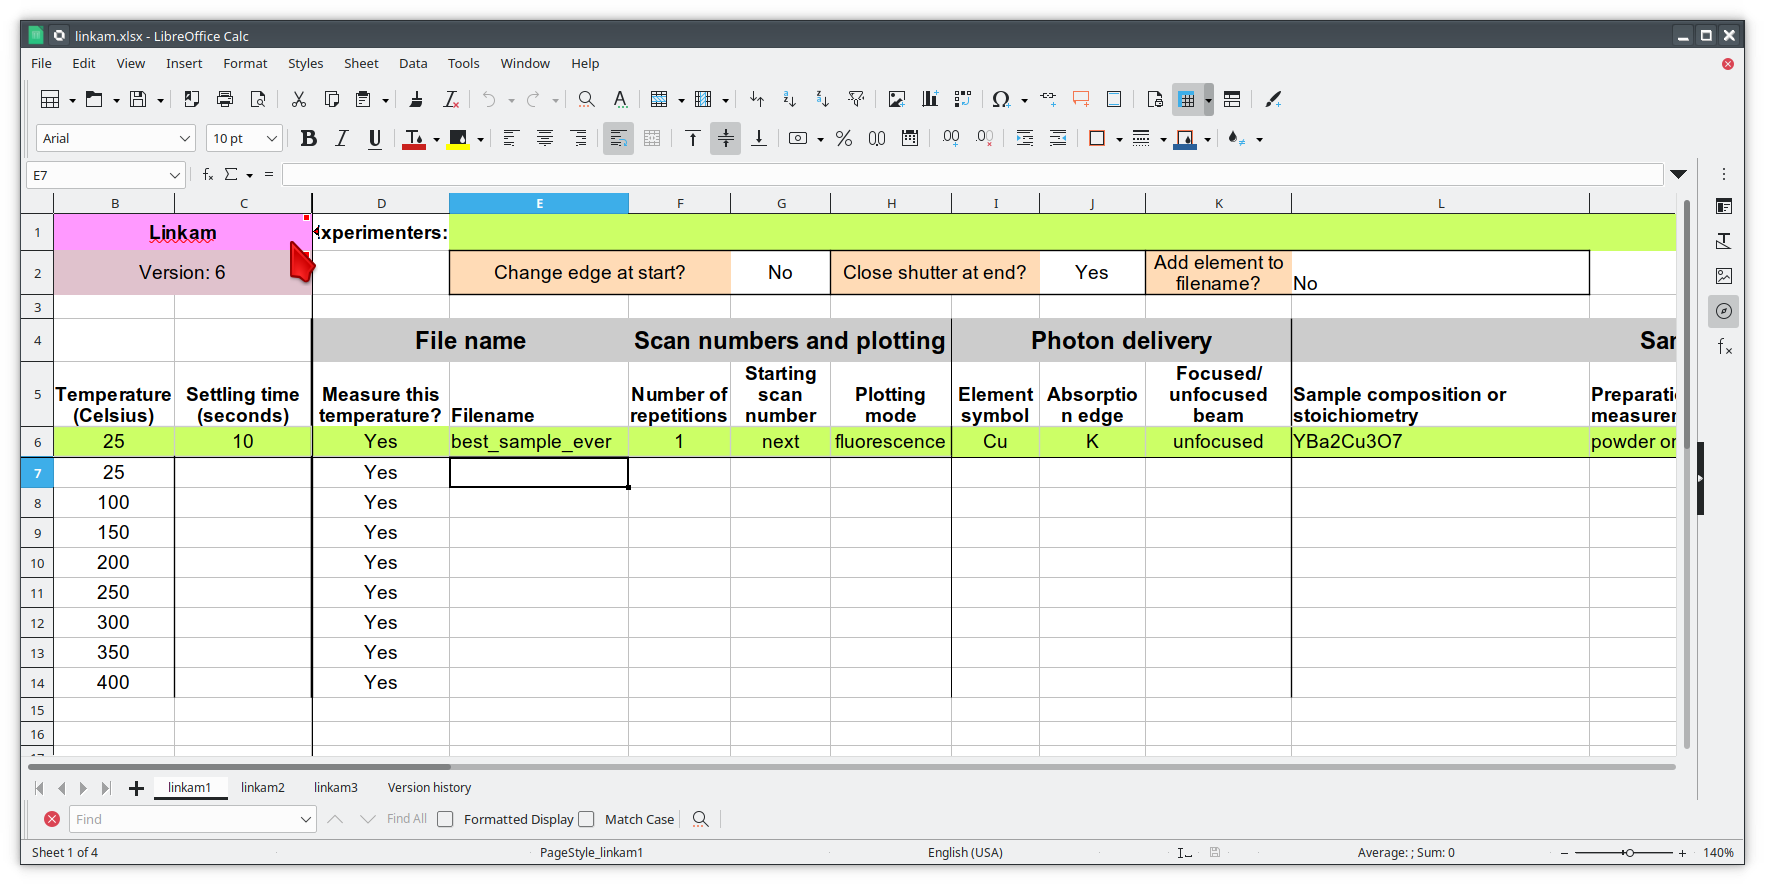 linkam.xlsx - LibreOffice Calc
File Edit View Insert Format Styles Sheet Data Tools Window Help
Arial 10 pt
E7
B C D E F G H I J K L
1 Linkam xperimenters:
2 Version: 6 Change edge at start? No Close shutter at end? Yes Add element to filename? No
3
4 File name Scan numbers and plotting Photon delivery Sar
5 Temperature (Celsius) Settling time (seconds) Measure this temperature? Filename Number of repetitions Starting scan number Plotting mode Element symbol Absorptio n edge Focused/ unfocused beam Sample composition or stoichiometry Preparati measurer
6 25 10 Yes best_sample_ever 1 next fluorescence Cu K unfocused YBa2Cu3O7 powder or
7 25 Yes
8 100 Yes
9 150 Yes
10 200 Yes
11 250 Yes
12 300 Yes
13 350 Yes
14 400 Yes
15
16
linkam1 linkam2 linkam3 Version history
Find Find All Formatted Display Match Case
Sheet 1 of 4 PageStyle_linkam1 English (USA) Average: ; Sum: 0 140%